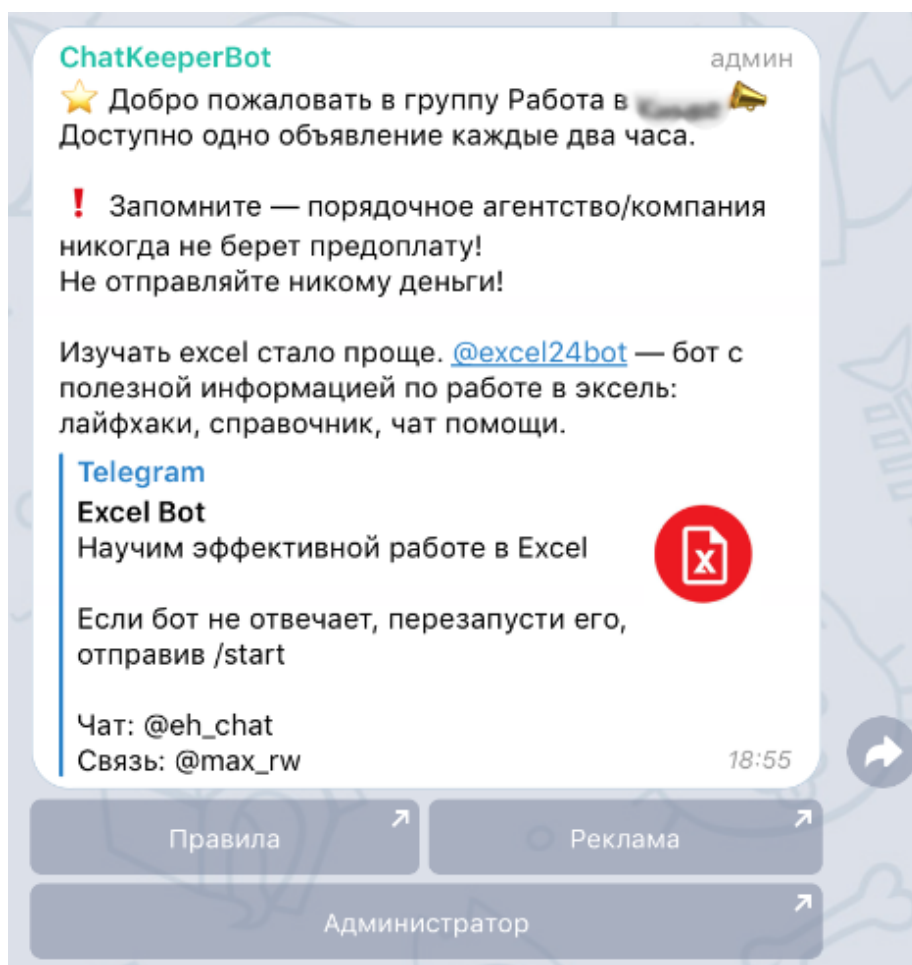 ChatKeeperBot админ
⭐ Добро пожаловать в группу Работа в 📣
Доступно одно объявление каждые два часа.
❗ Запомните — порядочное агентство/компания
никогда не берет предоплату!
Не отправляйте никому деньги!
Изучать excel стало проще. @excel24bot — бот с
полезной информацией по работе в эксель:
лайфхаки, справочник, чат помощи.
Telegram
Excel Bot
Научим эффективной работе в Excel
Если бот не отвечает, перезапусти его,
отправив /start
Чат: @eh_chat
Связь: @max_rw
18:55
Правила
Реклама
Администратор